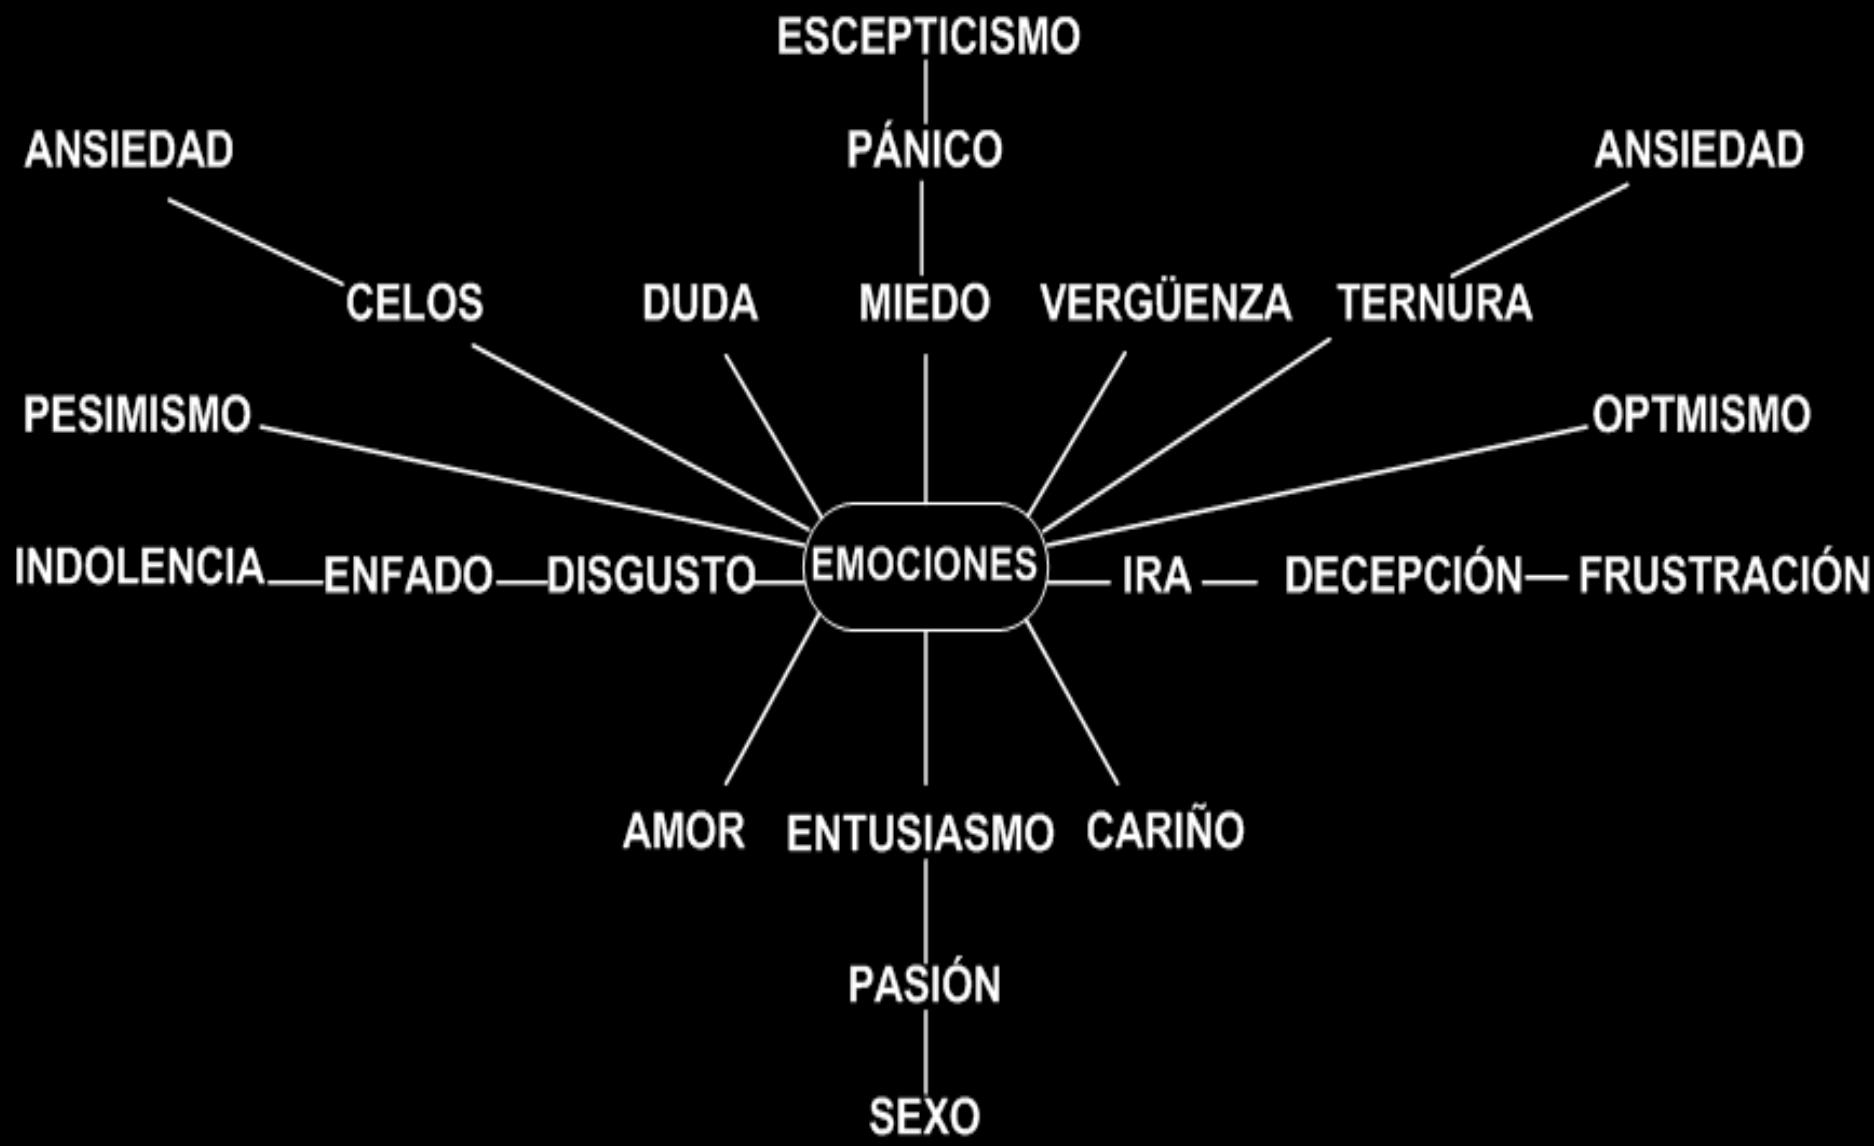 ESCEPTICISMO
ANSIEDAD
PÁNICO
ANSIEDAD
CELOS
DUDA
MIEDO
VERGÜENZA
TERNURA
PESIMISMO
OPTMISMO
INDOLENCIA
ENFADO
DISGUSTO
EMOCIONES
IRA
DECEPCIÓN
FRUSTRACIÓN
AMOR
ENTUSIASMO
CARIÑO
PASIÓN
SEXO